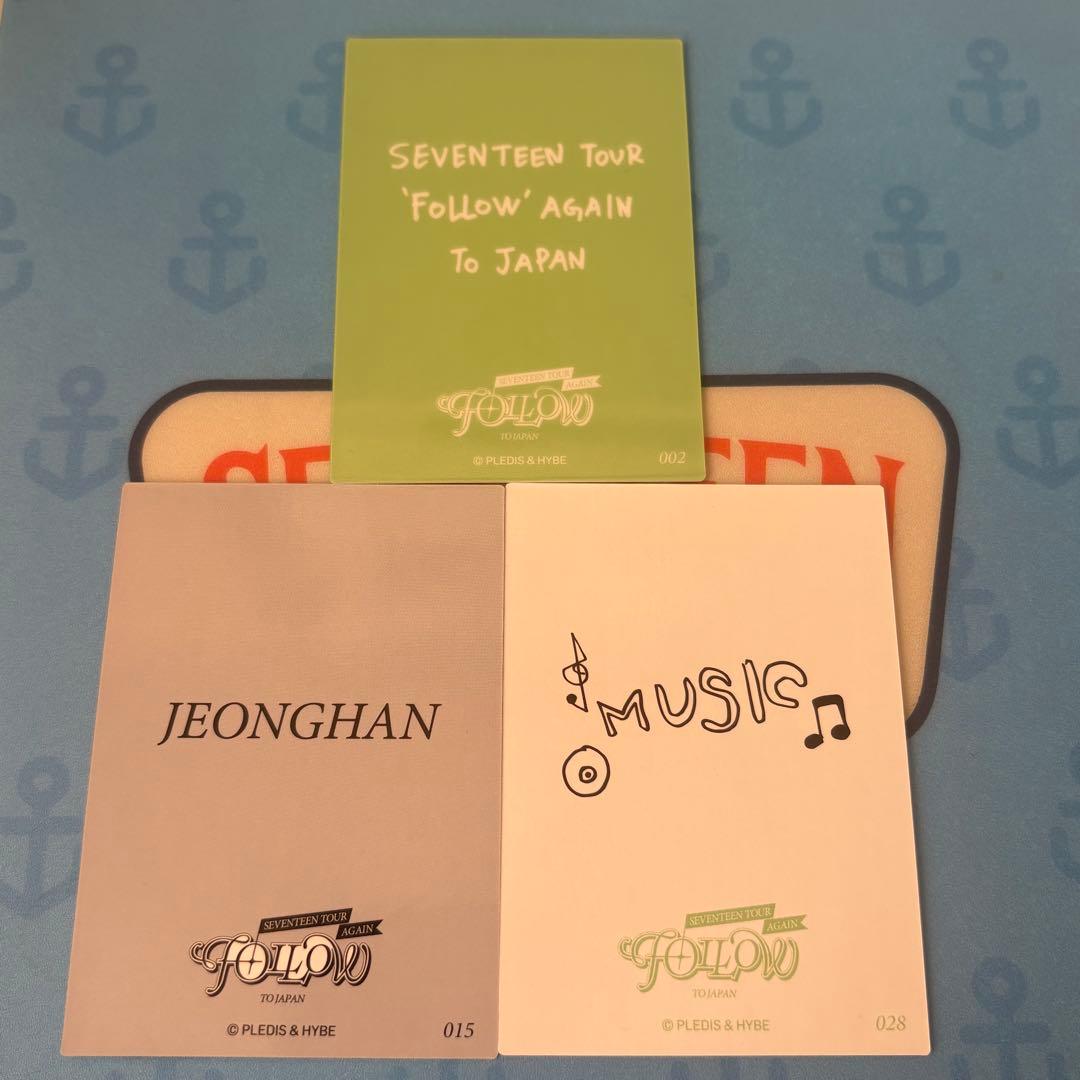 SEVENTEEN TOUR
'FOLLOW' AGAIN
TO JAPAN
SEVENTEEN TOUR
AGAIN
FOLLOW
TO JAPAN
© PLEDIS & HYBE
002
JEONGHAN
SEVENTEEN TOUR
AGAIN
FOLLOW
TO JAPAN
© PLEDIS & HYBE
015
MUSIC
SEVENTEEN TOUR
AGAIN
FOLLOW
TO JAPAN
© PLEDIS & HYBE
028